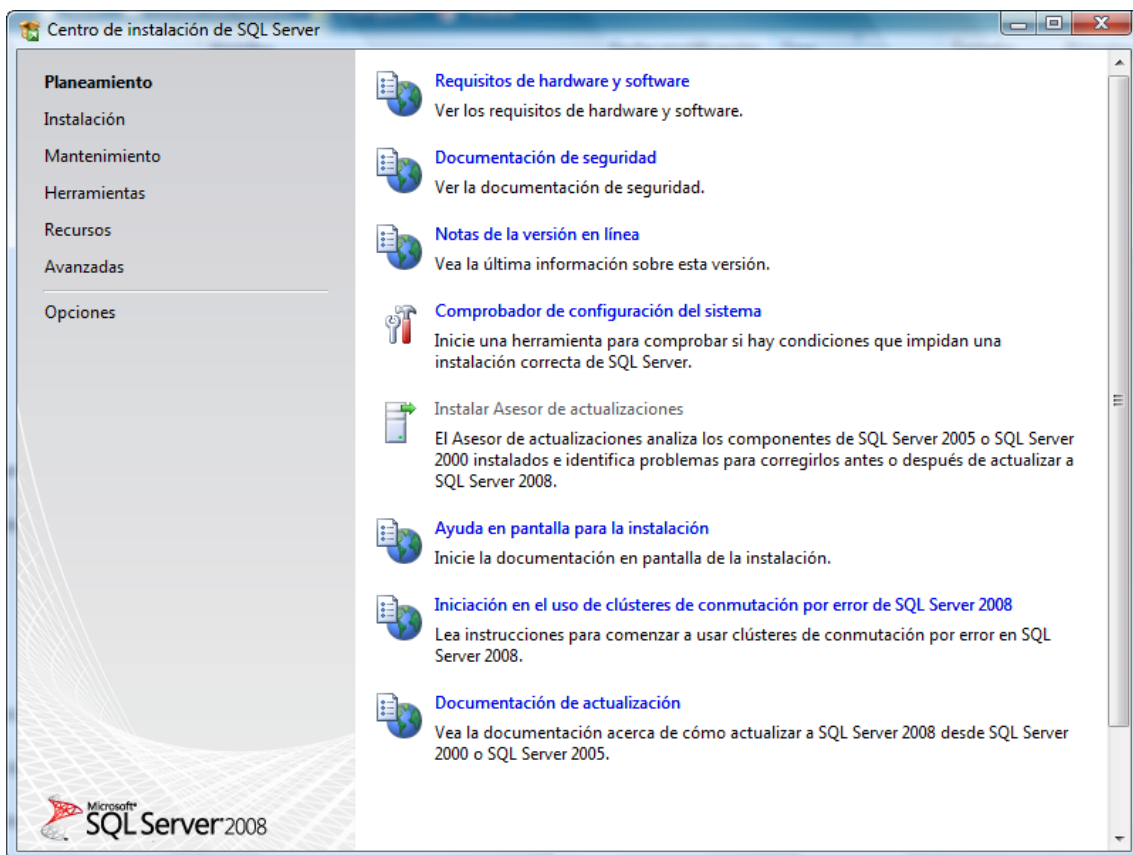 Centro de instalación de SQL Server
Planeamiento
Instalación
Mantenimiento
Herramientas
Recursos
Avanzadas
Opciones
Requisitos de hardware y software
Ver los requisitos de hardware y software.
Documentación de seguridad
Ver la documentación de seguridad.
Notas de la versión en línea
Vea la última información sobre esta versión.
Comprobador de configuración del sistema
Inicie una herramienta para comprobar si hay condiciones que impidan una
instalación correcta de SQL Server.
Instalar Asesor de actualizaciones
El Asesor de actualizaciones analiza los componentes de SQL Server 2005 o SQL Server
2000 instalados e identifica problemas para corregirlos antes o después de actualizar a
SQL Server 2008.
Ayuda en pantalla para la instalación
Inicie la documentación en pantalla de la instalación.
Iniciación en el uso de clústeres de conmutación por error de SQL Server 2008
Lea instrucciones para comenzar a usar clústeres de conmutación por error en SQL
Server 2008.
Documentación de actualización
Vea la documentación acerca de cómo actualizar a SQL Server 2008 desde SQL Server
2000 o SQL Server 2005.
Microsoft
SQL Server 2008